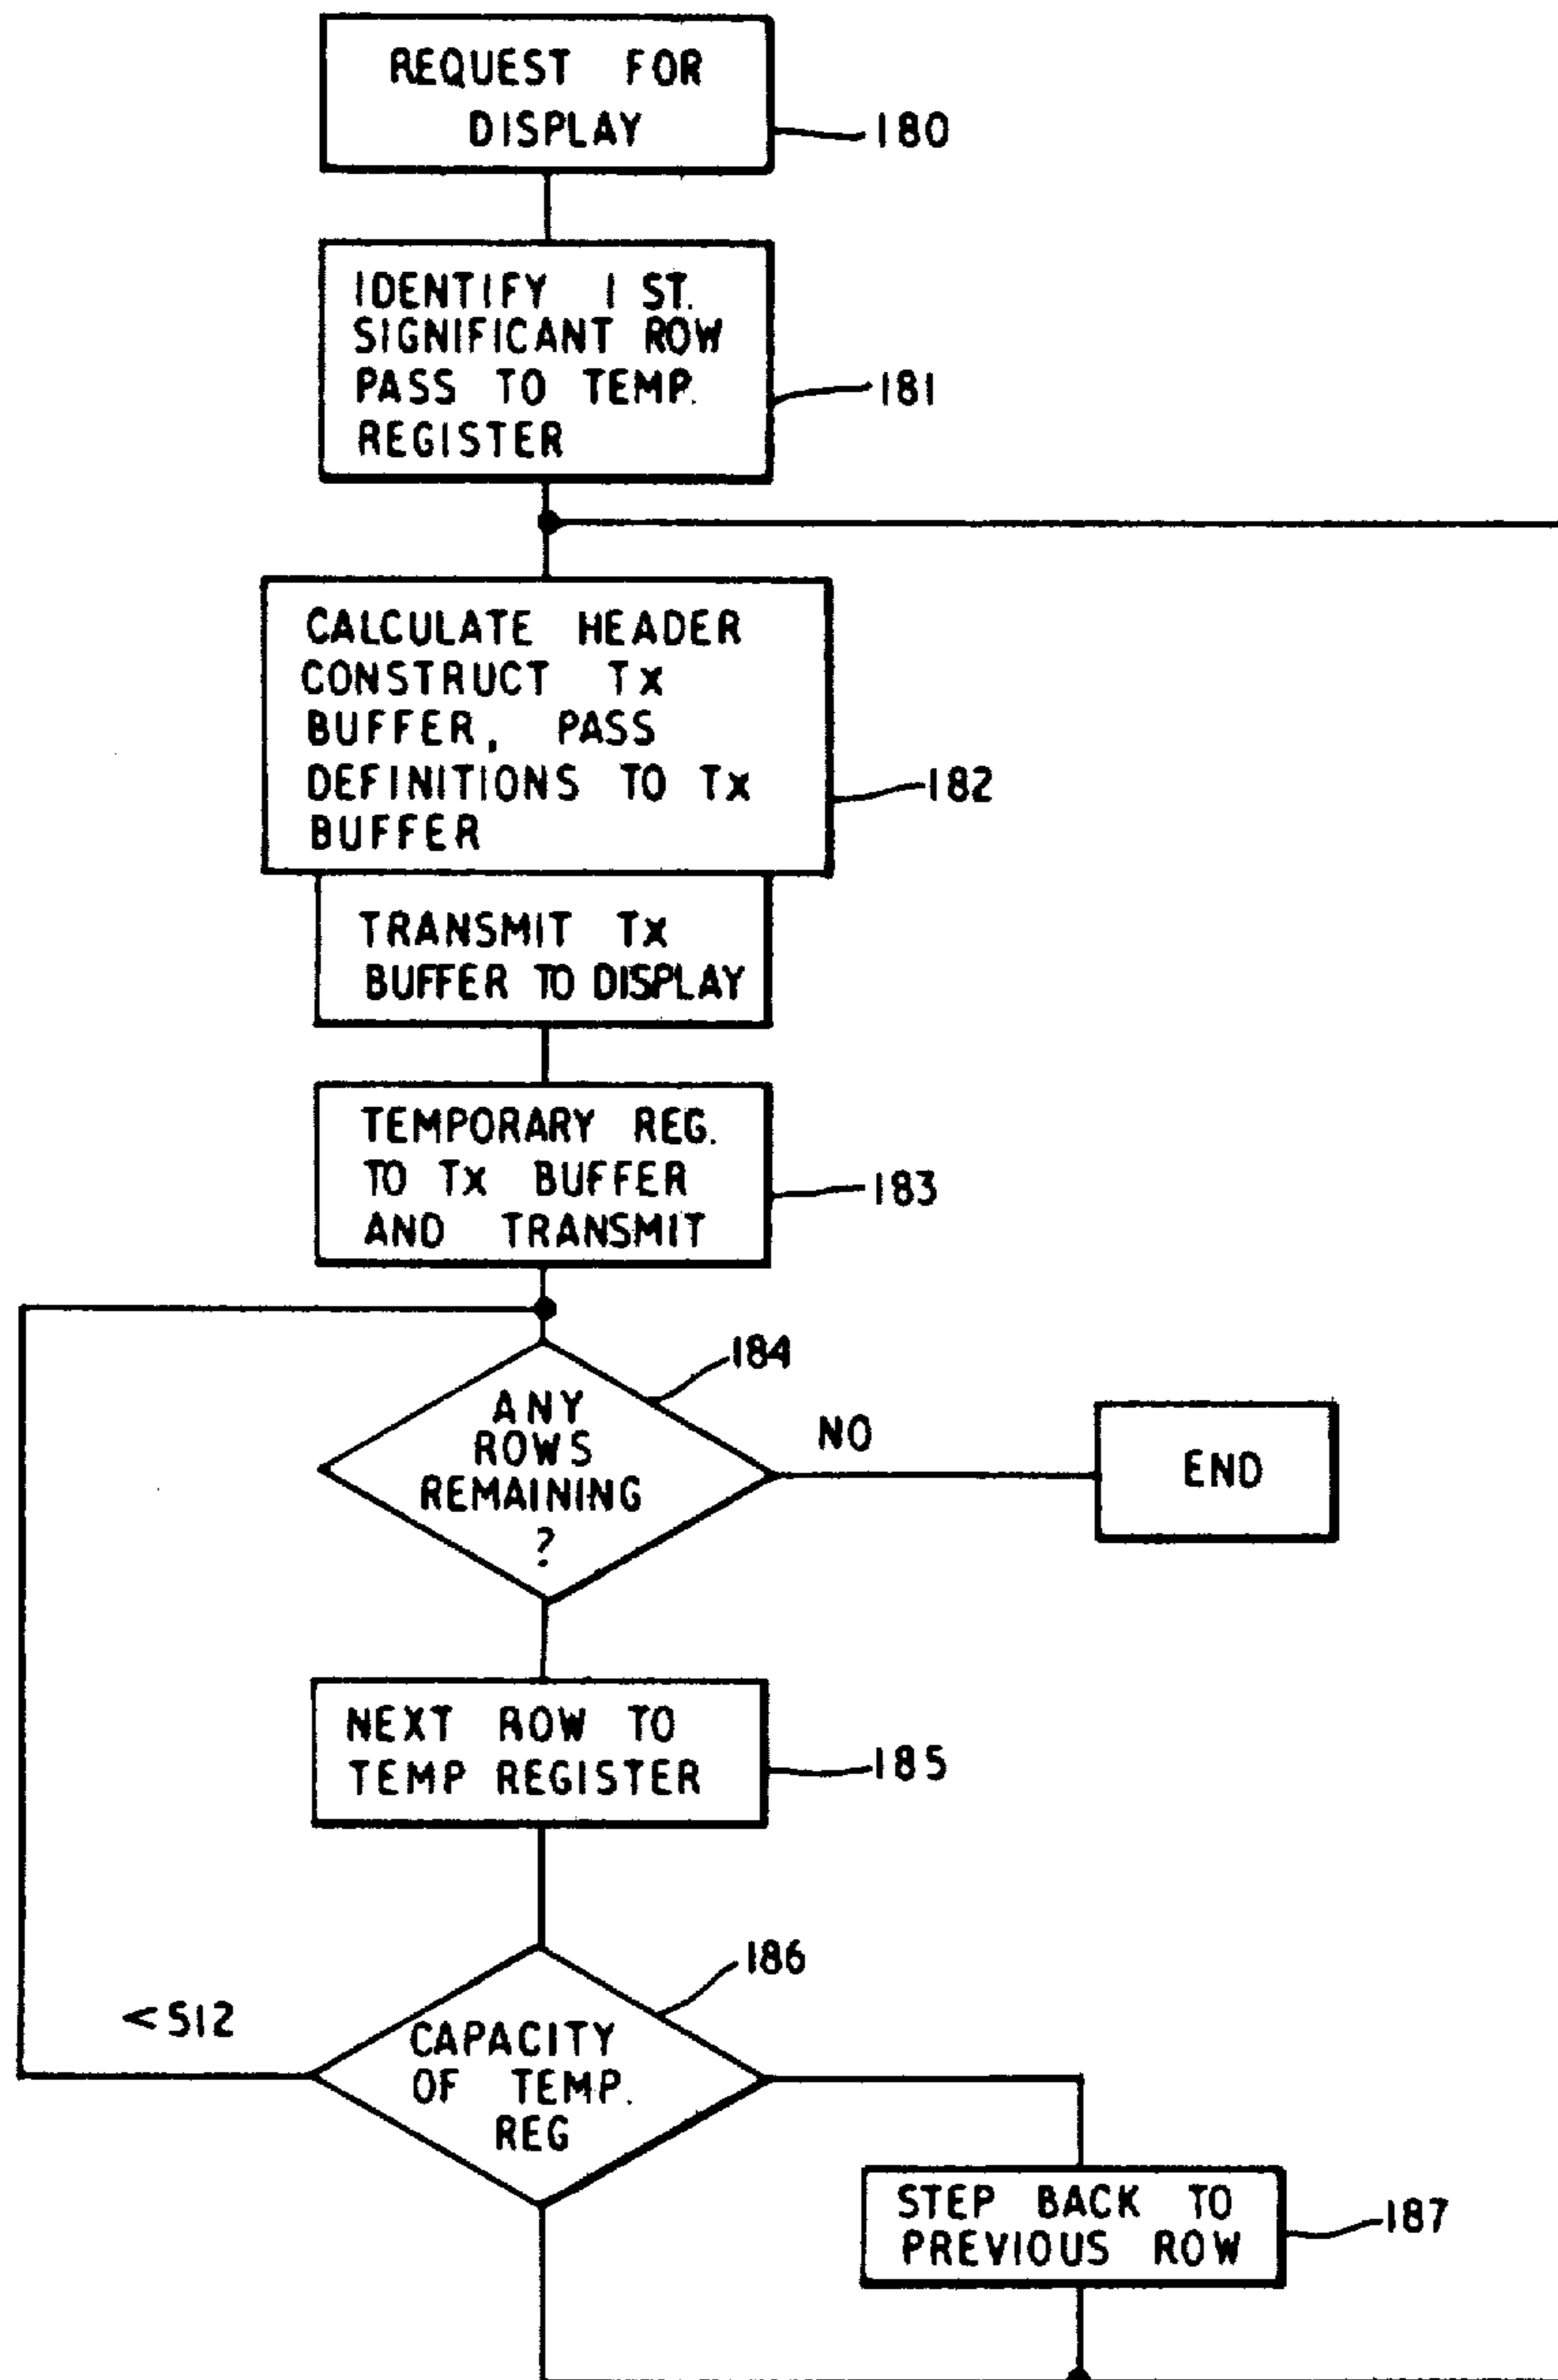 REQUEST FOR
DISPLAY
180
IDENTIFY 1 ST.
SIGNIFICANT ROW
PASS TO TEMP.
REGISTER
181
CALCULATE HEADER
CONSTRUCT Tx
BUFFER, PASS
DEFINITIONS TO Tx
BUFFER
182
TRANSMIT Tx
BUFFER TO DISPLAY
TEMPORARY REG.
TO Tx BUFFER
AND TRANSMIT
183
184
ANY
ROWS
REMAINING
?
NO
END
NEXT ROW TO
TEMP REGISTER
185
186
<512
CAPACITY
OF TEMP.
REG
STEP BACK TO
PREVIOUS ROW
187